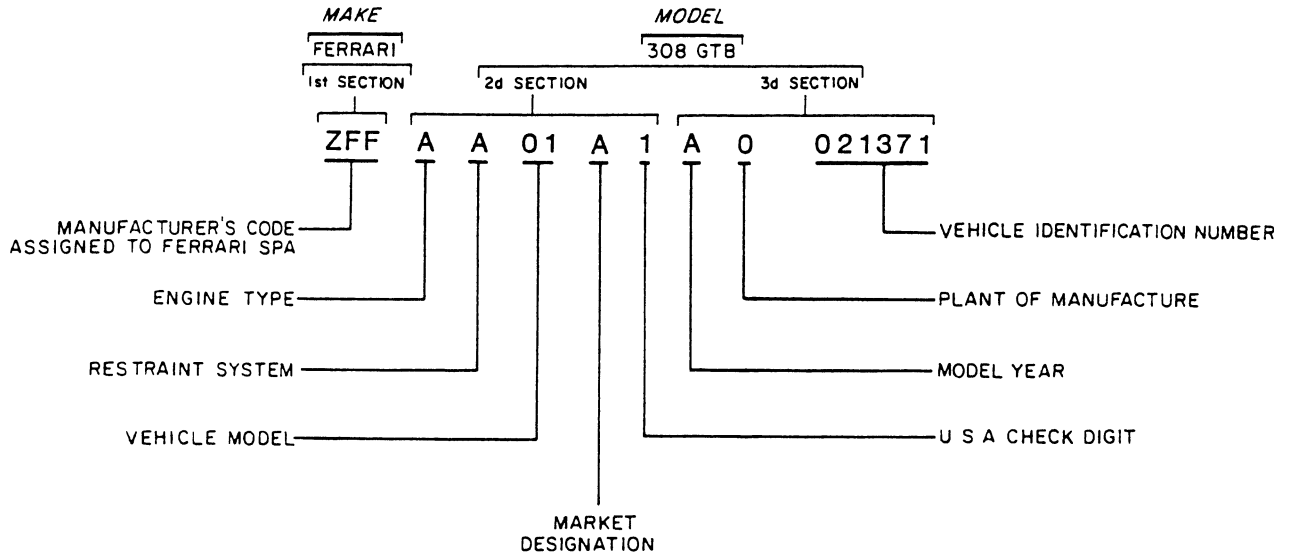 MAKE
MODEL
FERRARI
308 GTB
1st SECTION
2d SECTION
3d SECTION
ZFF A A 01 A 1 A 0 021371
MANUFACTURER'S CODE
ASSIGNED TO FERRARI SPA
VEHICLE IDENTIFICATION NUMBER
ENGINE TYPE
PLANT OF MANUFACTURE
RESTRAINT SYSTEM
MODEL YEAR
VEHICLE MODEL
U S A CHECK DIGIT
MARKET
DESIGNATION